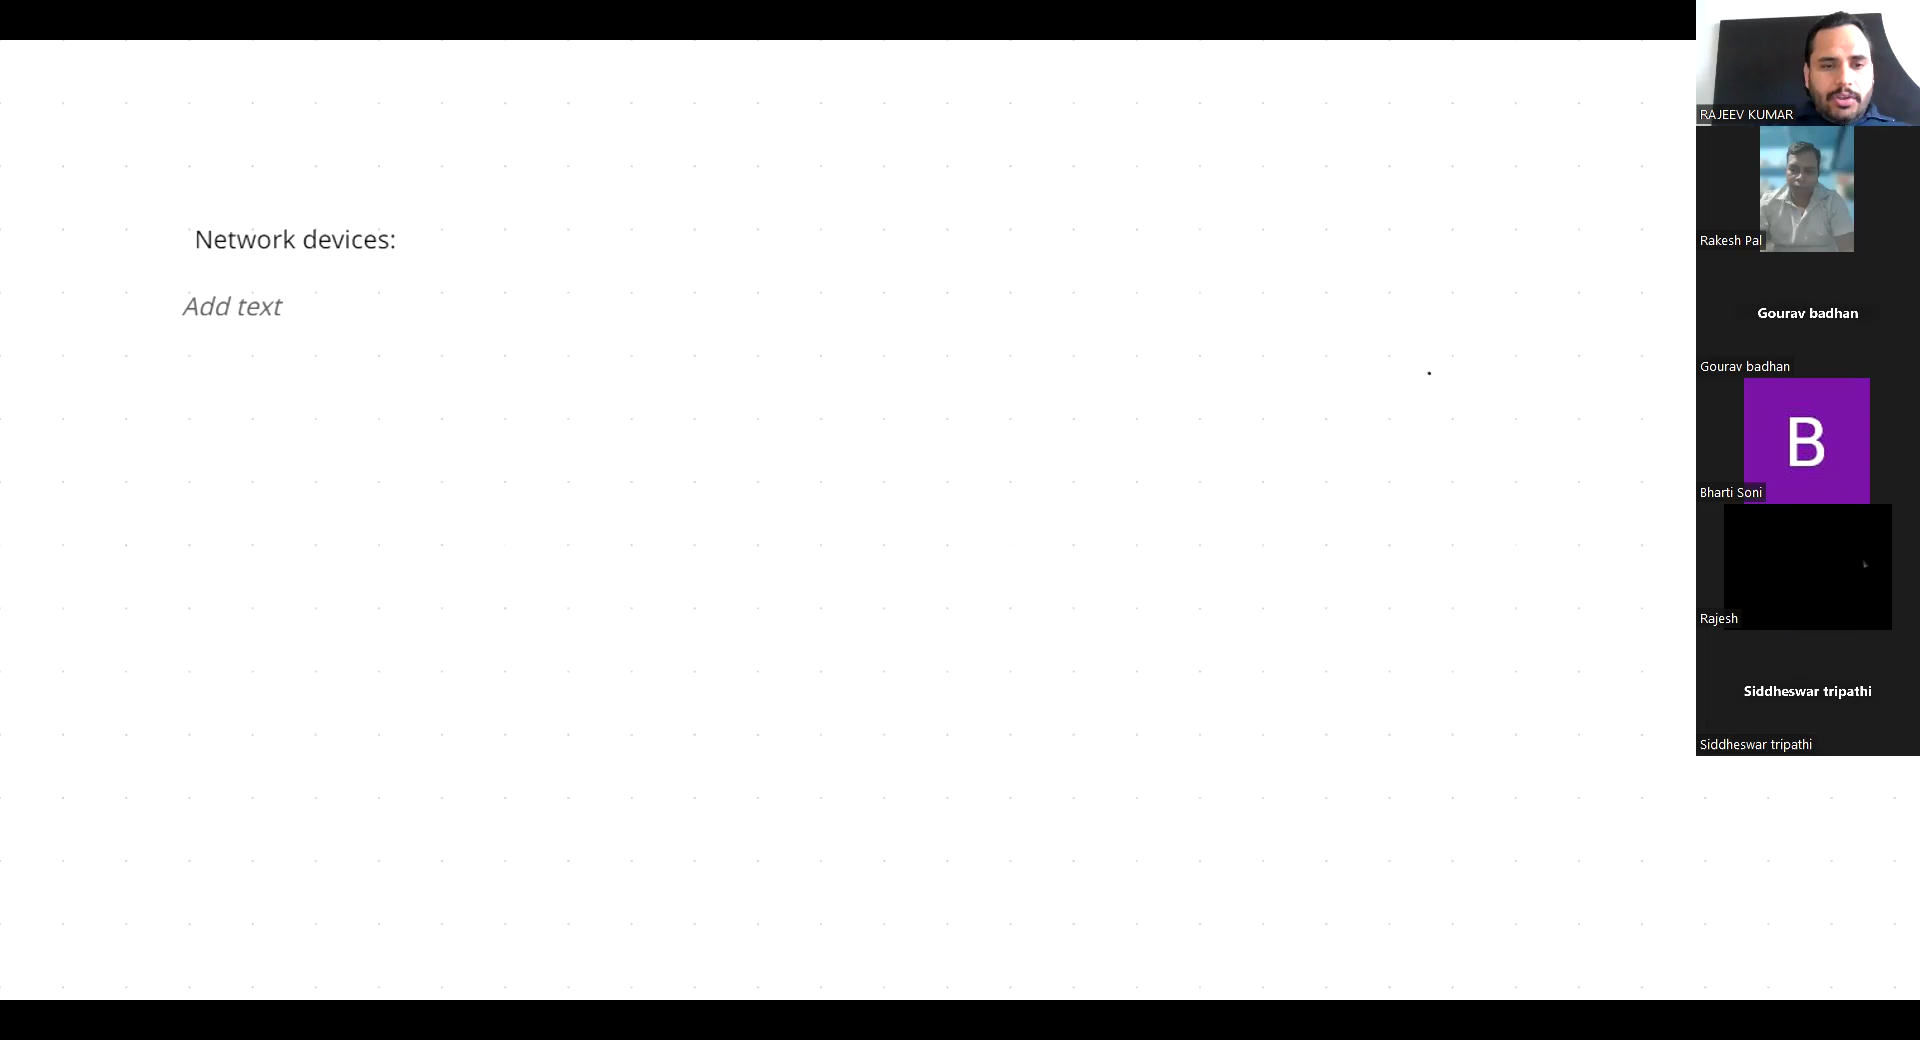 Network devices:
Add text
RAJEEV KUMAR
Rakesh Pal
Gourav badhan
Gourav badhan
B
Bharti Soni
Rajesh
Siddheswar tripathi
Siddheswar tripathi